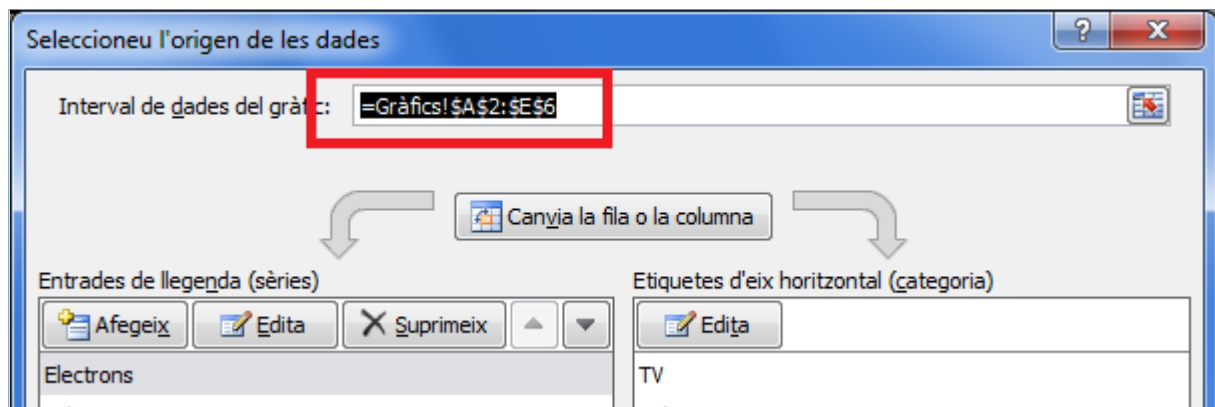 Seleccioneu l'origen de les dades
Interval de dades del gràfic: =Gràfics!$A$2:$E$6
Canvia la fila o la columna
Entrades de llegenda (sèries) Etiquetes d'eix horitzontal (categoria)
Afegeix Edita Suprimeix Edita
Electrons TV